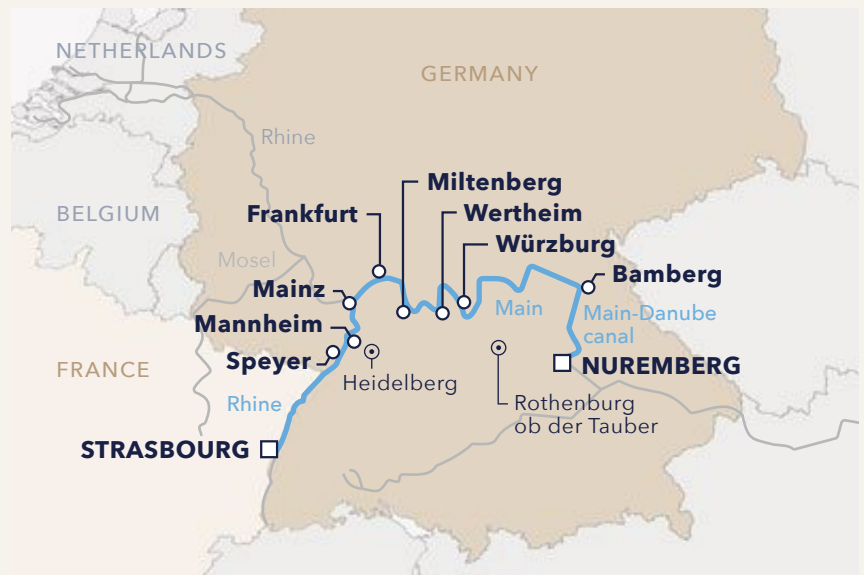 NETHERLANDS
GERMANY
Rhine
Miltenberg
BELGIUM
Frankfurt
Wertheim
Würzburg
Mosel
Bamberg
Mainz
Main
Main-Danube
canal
Mannheim
Speyer
NUREMBERG
FRANCE
Heidelberg
Rhine
Rothenburg
ob der Tauber
STRASBOURG